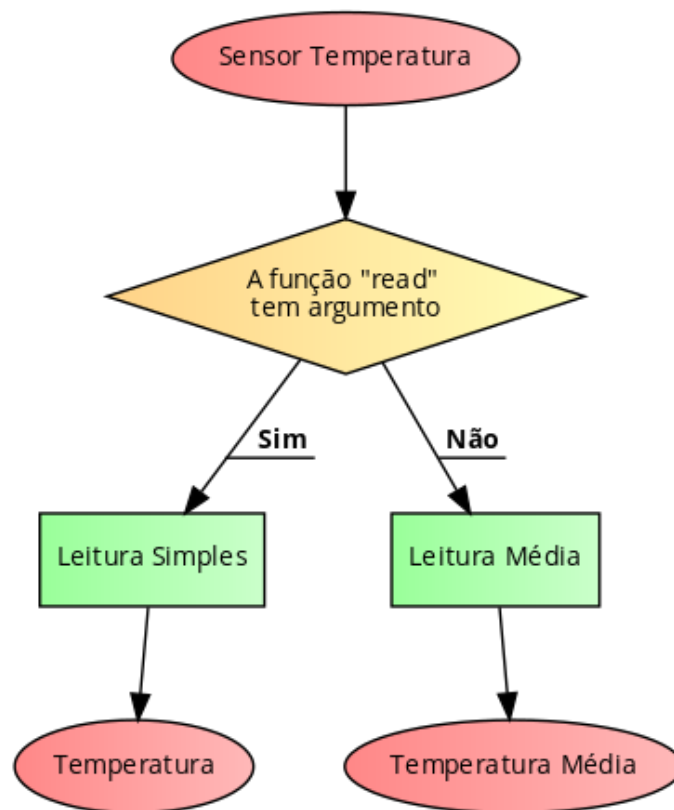 Sensor Temperatura
A função "read"
tem argumento
Sim
Não
Leitura Simples
Leitura Média
Temperatura
Temperatura Média